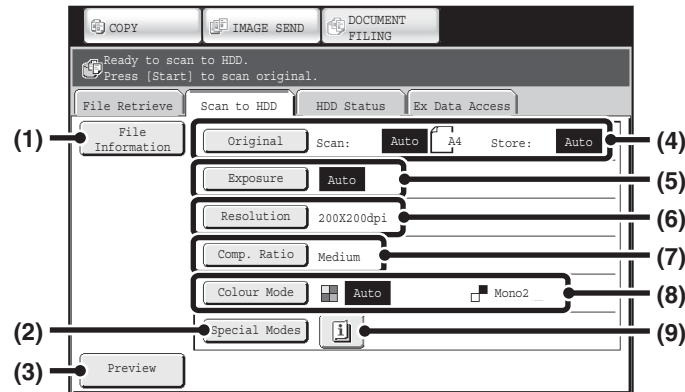 COPY IMAGE SEND DOCUMENT FILING
Ready to scan to HDD.
Press [Start] to scan original.
File Retrieve Scan to HDD HDD Status Ex Data Access
(1) File Information Original Scan: Auto A4 Store: Auto (4)
Exposure Auto (5)
Resolution 200X200dpi (6)
Comp. Ratio Medium (7)
Colour Mode Auto Mono2 (8)
(2) Special Modes (9)
(3) Preview